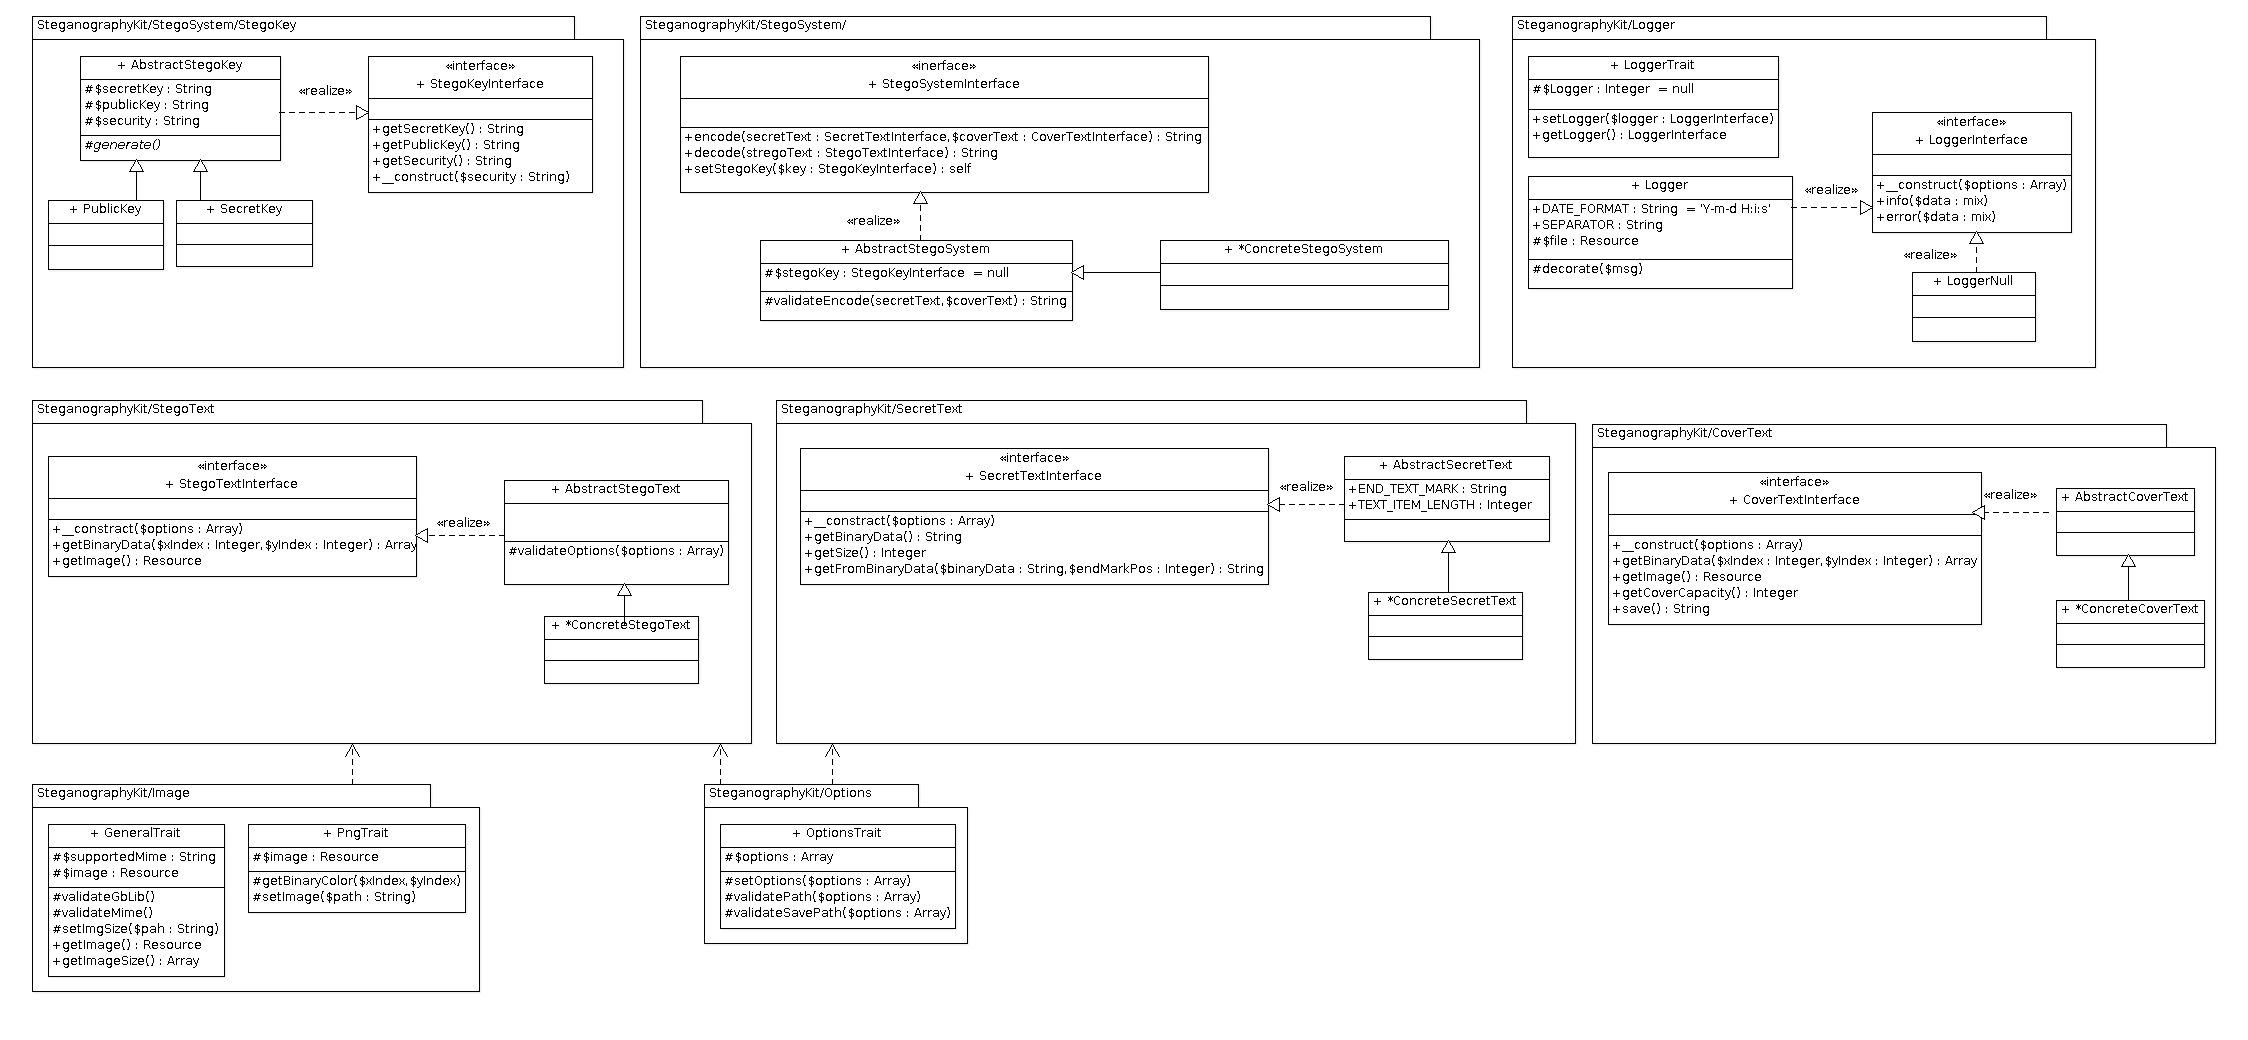 SteganographyKit/StegoSystem/StegoKey
+ AbstractStegoKey
# $secretKey : String
# $publicKey : String
# $security : String
#generate()
«realize»
«interface»
+ StegoKeyInterface
+getSecretKey() : String
+getPublicKey() : String
+getSecurity() : String
+__construct($security : String)
+ PublicKey
+ SecretKey
SteganographyKit/StegoSystem/
«inerface»
+ StegoSystemInterface
+encode(secretText : SecretTextInterface, $coverText : CoverTextInterface) : String
+decode(stregoText : StegoTextInterface) : String
+setStegoKey($key : StegoKeyInterface) : self
«realize»
+ AbstractStegoSystem
# $stegoKey : StegoKeyInterface = null
#validateEncode(secretText, $coverText) : String
+ *ConcreteStegoSystem
SteganographyKit/Logger
+ LoggerTrait
# $Logger : Integer = null
+setLogger($logger : LoggerInterface)
+getLogger() : LoggerInterface
+ Logger
+DATE_FORMAT : String = 'Y-m-d H:i:s'
+SEPARATOR : String
# $file : Resource
#decorate($msg)
«realize»
«interface»
+ LoggerInterface
+__construct($options : Array)
+info($data : mix)
+error($data : mix)
«realize»
+ LoggerNull
SteganographyKit/StegoText
«interface»
+ StegoTextInterface
+__construct($options : Array)
+getBinaryData($xIndex : Integer, $yIndex : Integer) : Array
+getImage() : Resource
«realize»
+ AbstractStegoText
#validateOptions($options : Array)
+ *ConcreteStegoText
SteganographyKit/SecretText
«interface»
+ SecretTextInterface
+__construct($options : Array)
+getBinaryData() : String
+getSize() : Integer
+getFromBinaryData($binaryData : String, $endMarkPos : Integer) : String
«realize»
+ AbstractSecretText
+END_TEXT_MARK : String
+TEXT_ITEM_LENGTH : Integer
+ *ConcreteSecretText
SteganographyKit/CoverText
«interface»
+ CoverTextInterface
+__construct($options : Array)
+getBinaryData($xIndex : Integer, $yIndex : Integer) : Array
+getImage() : Resource
+getCoverCapacity() : Integer
+save() : String
«realize»
+ AbstractCoverText
+ *ConcreteCoverText
SteganographyKit/Image
+ GeneralTrait
# $supportedMime : String
# $image : Resource
#validateGbLib()
#validateMime()
#setImgSize($pah : String)
+getImage() : Resource
+getImageSize() : Array
+ PngTrait
# $image : Resource
#getBinaryColor($xIndex, $yIndex)
#setImage($path : String)
SteganographyKit/Options
+ OptionsTrait
# $options : Array
#setOptions($options : Array)
#validatePath($options : Array)
#validateSavePath($options : Array)